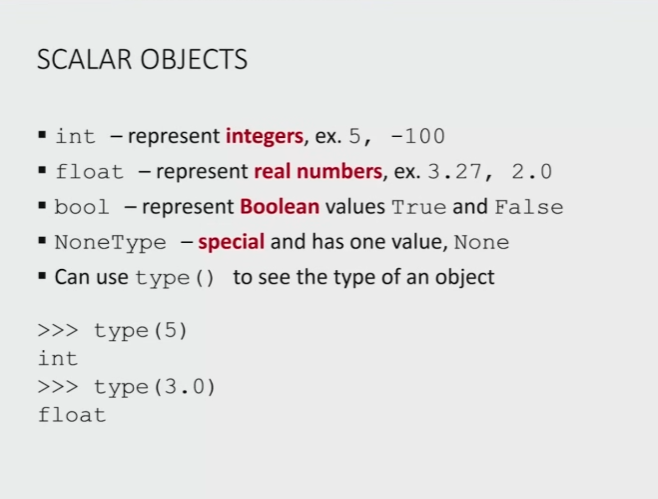 SCALAR OBJECTS
▪ int – represent integers, ex. 5, -100
▪ float – represent real numbers, ex. 3.27, 2.0
▪ bool – represent Boolean values True and False
▪ NoneType – special and has one value, None
▪ Can use type() to see the type of an object
>>> type(5)
int
>>> type(3.0)
float